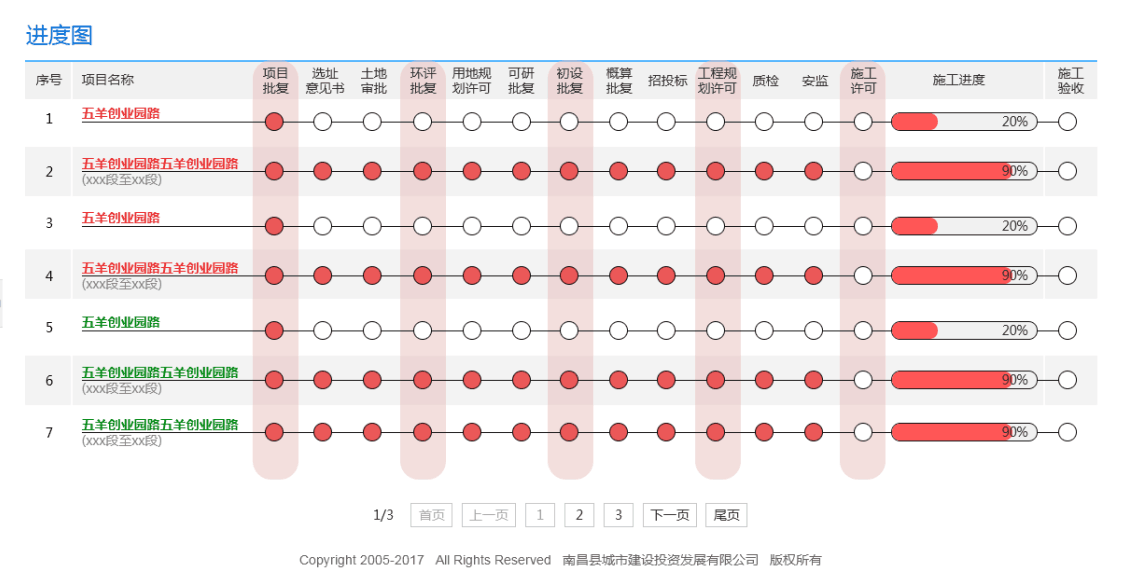 进度图
序号 项目名称 项目批复 选址意见书 土地审批 环评批复 用地规划许可 可研批复 初设批复 概算批复 招投标 工程规划许可 质检 安监 施工许可 施工进度 施工验收
1 五羊创业园路 20%
2 五羊创业园路五羊创业园路 90%
(xxx段至xx段)
3 五羊创业园路 20%
4 五羊创业园路五羊创业园路 90%
(xxx段至xx段)
5 五羊创业园路 20%
6 五羊创业园路五羊创业园路 90%
(xxx段至xx段)
7 五羊创业园路五羊创业园路 90%
(xxx段至xx段)
1/3 首页 上一页 1 2 3 下一页 尾页
Copyright 2005-2017 All Rights Reserved 南昌县城市建设投资发展有限公司 版权所有